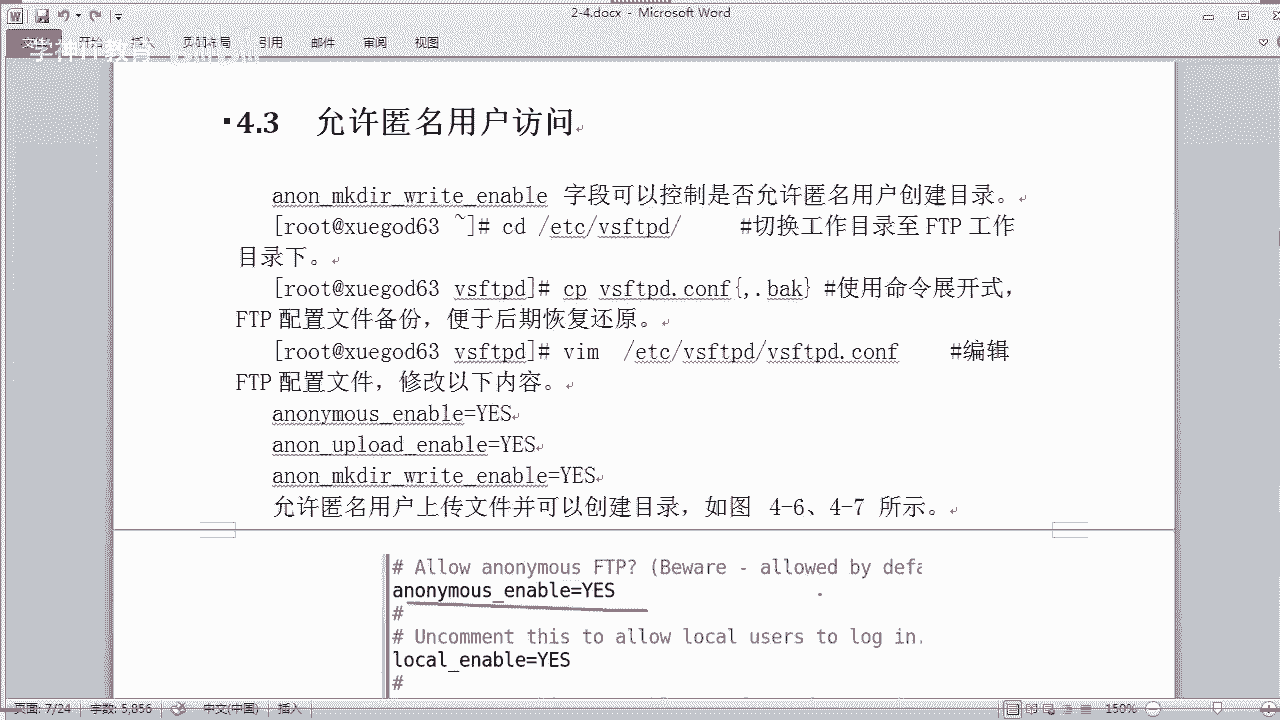 2-4.docx - Microsoft Word
文件 开始 插入 页面布局 引用 邮件 审阅 视图
学神IT教育
4.3 允许匿名用户访问
anon_mkdir_write_enable 字段可以控制是否允许匿名用户创建目录。
[root@xuegod63 ~]# cd /etc/vsftpd/ #切换工作目录至 FTP 工作
目录下。
[root@xuegod63 vsftpd]# cp vsftpd.conf{,.bak} #使用命令展开式，
FTP 配置文件备份，便于后期恢复还原。
[root@xuegod63 vsftpd]# vim /etc/vsftpd/vsftpd.conf #编辑
FTP 配置文件，修改以下内容。
anonymous_enable=YES
anon_upload_enable=YES
anon_mkdir_write_enable=YES
允许匿名用户上传文件并可以创建目录，如图 4-6、4-7 所示。
# Allow anonymous FTP? (Beware - allowed by defa
anonymous_enable=YES
#
# Uncomment this to allow local users to log in.
local_enable=YES
#
页面: 7/24 字数: 5,856 中文(中国) 插入 159%